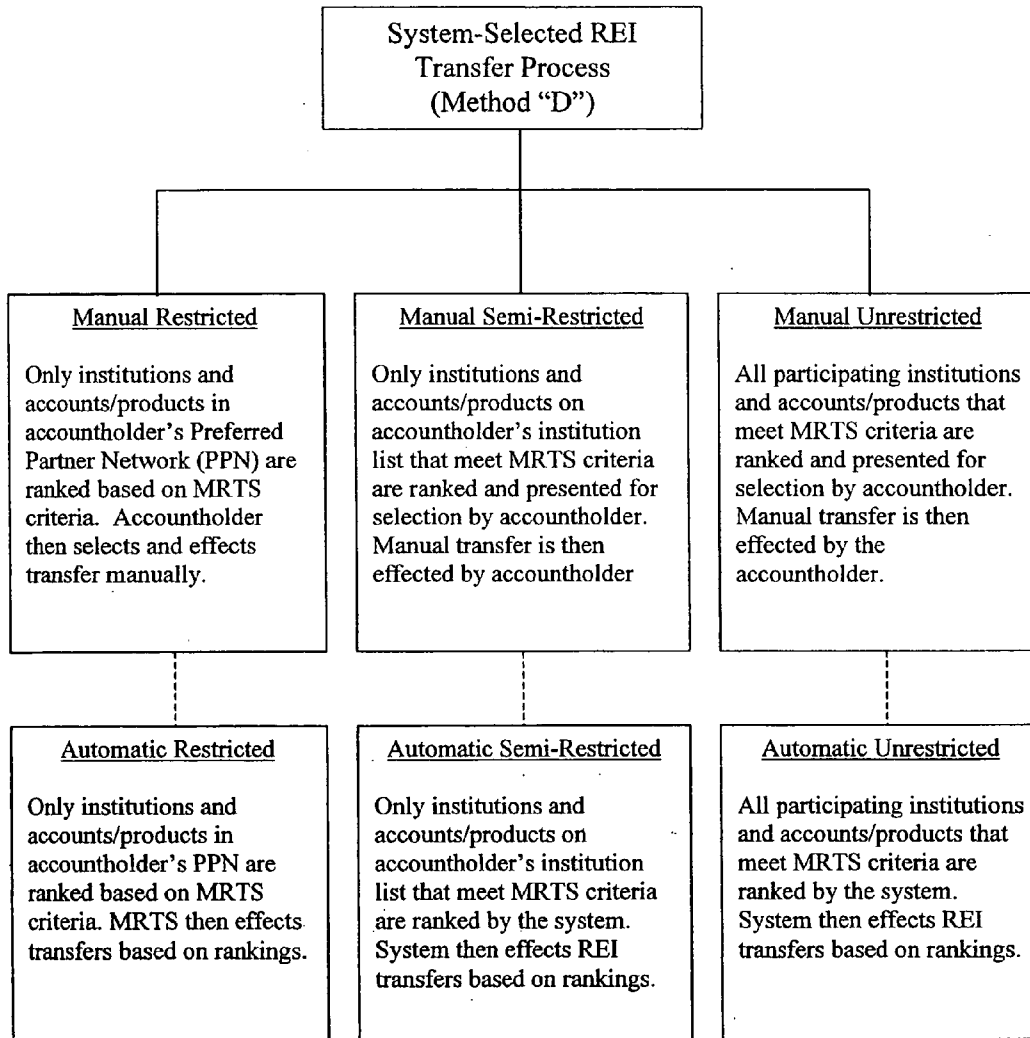 System-Selected REI
Transfer Process
(Method “D”)
Manual Restricted
Only institutions and
accounts/products in
accountholder’s Preferred
Partner Network (PPN) are
ranked based on MRTS
criteria. Accountholder
then selects and effects
transfer manually.
Manual Semi-Restricted
Only institutions and
accounts/products on
accountholder’s institution
list that meet MRTS criteria
are ranked and presented for
selection by accountholder.
Manual transfer is then
effected by accountholder
Manual Unrestricted
All participating institutions
and accounts/products that
meet MRTS criteria are
ranked and presented for
selection by accountholder.
Manual transfer is then
effected by the
accountholder.
Automatic Restricted
Only institutions and
accounts/products in
accountholder’s PPN are
ranked based on MRTS
criteria. MRTS then effects
transfers based on rankings.
Automatic Semi-Restricted
Only institutions and
accounts/products on
accountholder’s institution
list that meet MRTS criteria
are ranked by the system.
System then effects REI
transfers based on rankings.
Automatic Unrestricted
All participating institutions
and accounts/products that
meet MRTS criteria are
ranked by the system.
System then effects REI
transfers based on rankings.